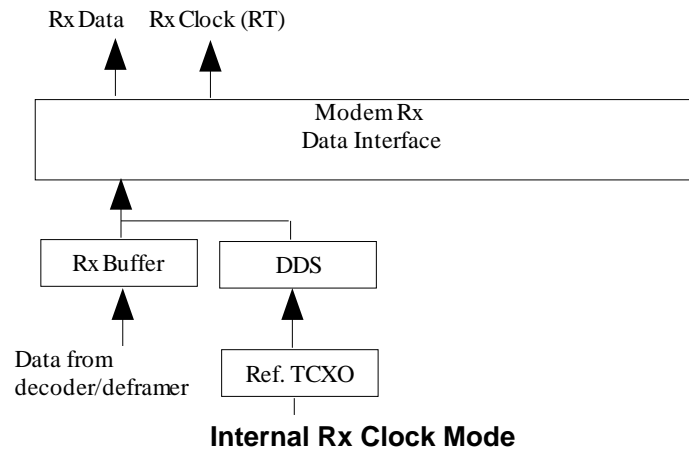 Rx Data Rx Clock (RT)
Modem Rx
Data Interface
Rx Buffer DDS
Data from
decoder/deframer
Ref. TCXO
Internal Rx Clock Mode